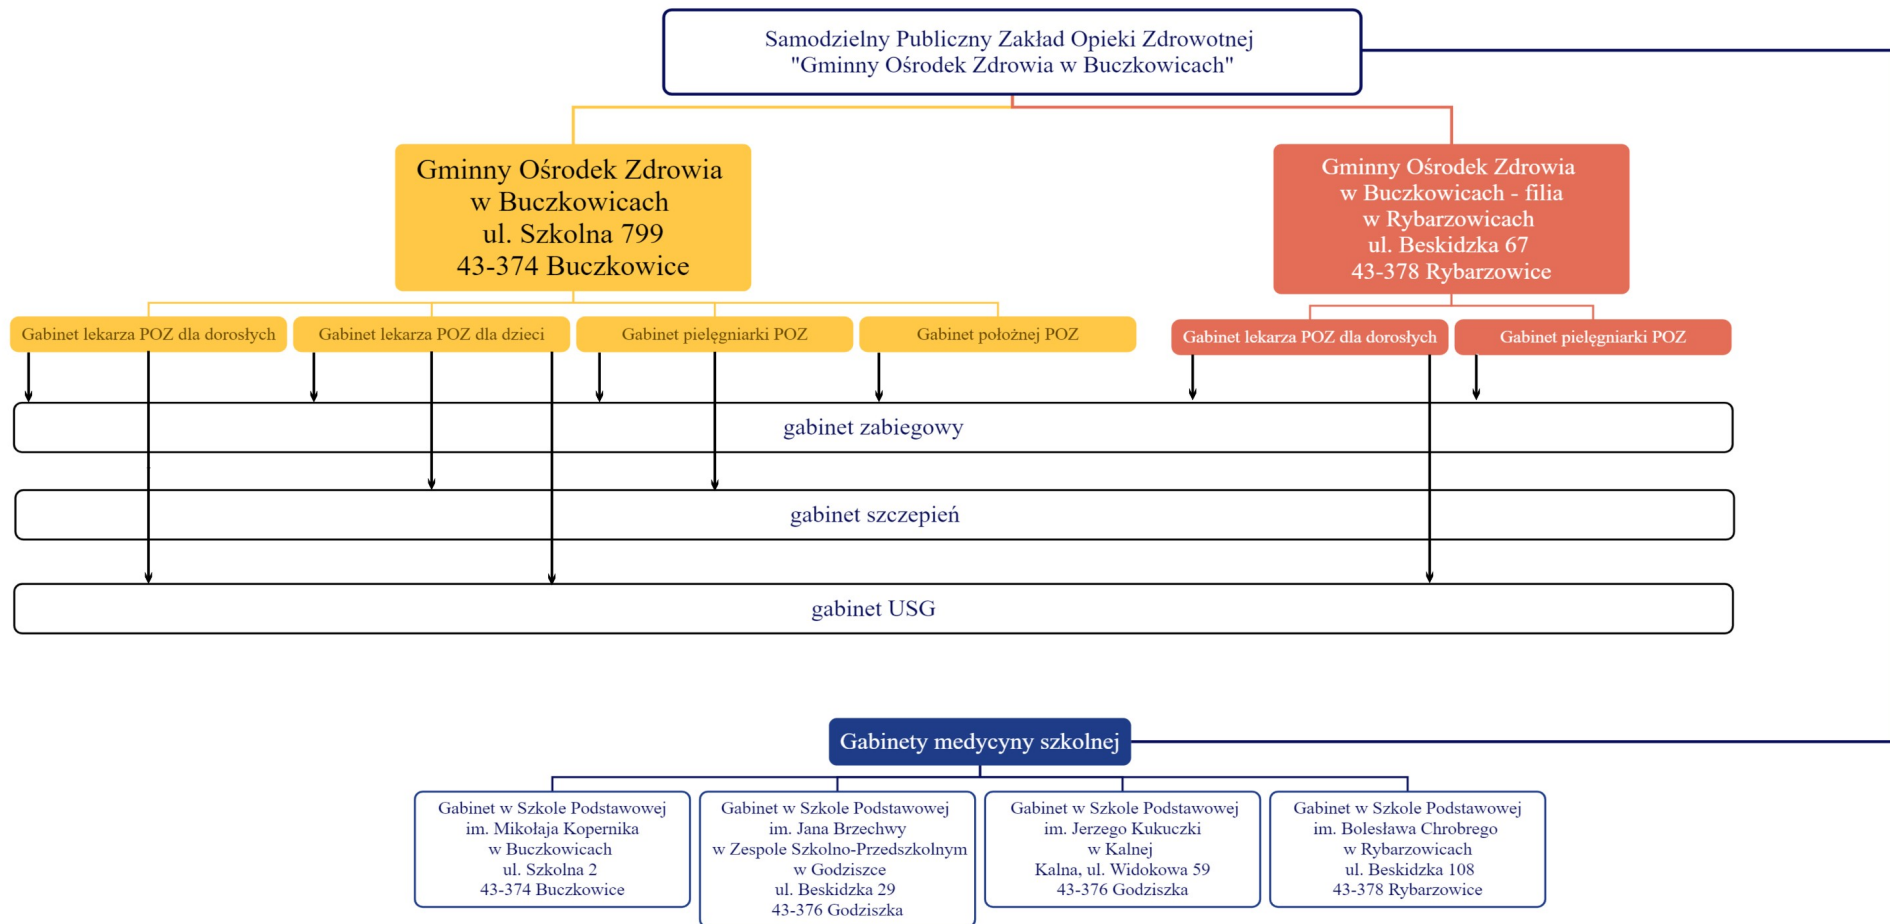 Samodzielny Publiczny Zakład Opieki Zdrowotnej
"Gminny Ośrodek Zdrowia w Buczkowicach"
Gminny Ośrodek Zdrowia
w Buczkowicach
ul. Szkolna 799
43-374 Buczkowice
Gminny Ośrodek Zdrowia
w Buczkowicach - filia
w Rybarzowicach
ul. Beskidzka 67
43-378 Rybarzowice
Gabinet lekarza POZ dla dorosłych
Gabinet lekarza POZ dla dzieci
Gabinet pielęgniarki POZ
Gabinet położnej POZ
Gabinet lekarza POZ dla dorosłych
Gabinet pielęgniarki POZ
gabinet zabiegowy
gabinet szczepień
gabinet USG
Gabinety medycyny szkolnej
Gabinet w Szkole Podstawowej
im. Mikołaja Kopernika
w Buczkowicach
ul. Szkolna 2
43-374 Buczkowice
Gabinet w Szkole Podstawowej
im. Jana Brzechwy
w Zespole Szkolno-Przedszkolnym
w Godziszce
ul. Beskidzka 29
43-376 Godziszka
Gabinet w Szkole Podstawowej
im. Jerzego Kukuczki
w Kalnej
Kalna, ul. Widokowa 59
43-376 Godziszka
Gabinet w Szkole Podstawowej
im. Bolesława Chrobrego
w Rybarzowicach
ul. Beskidzka 108
43-378 Rybarzowice